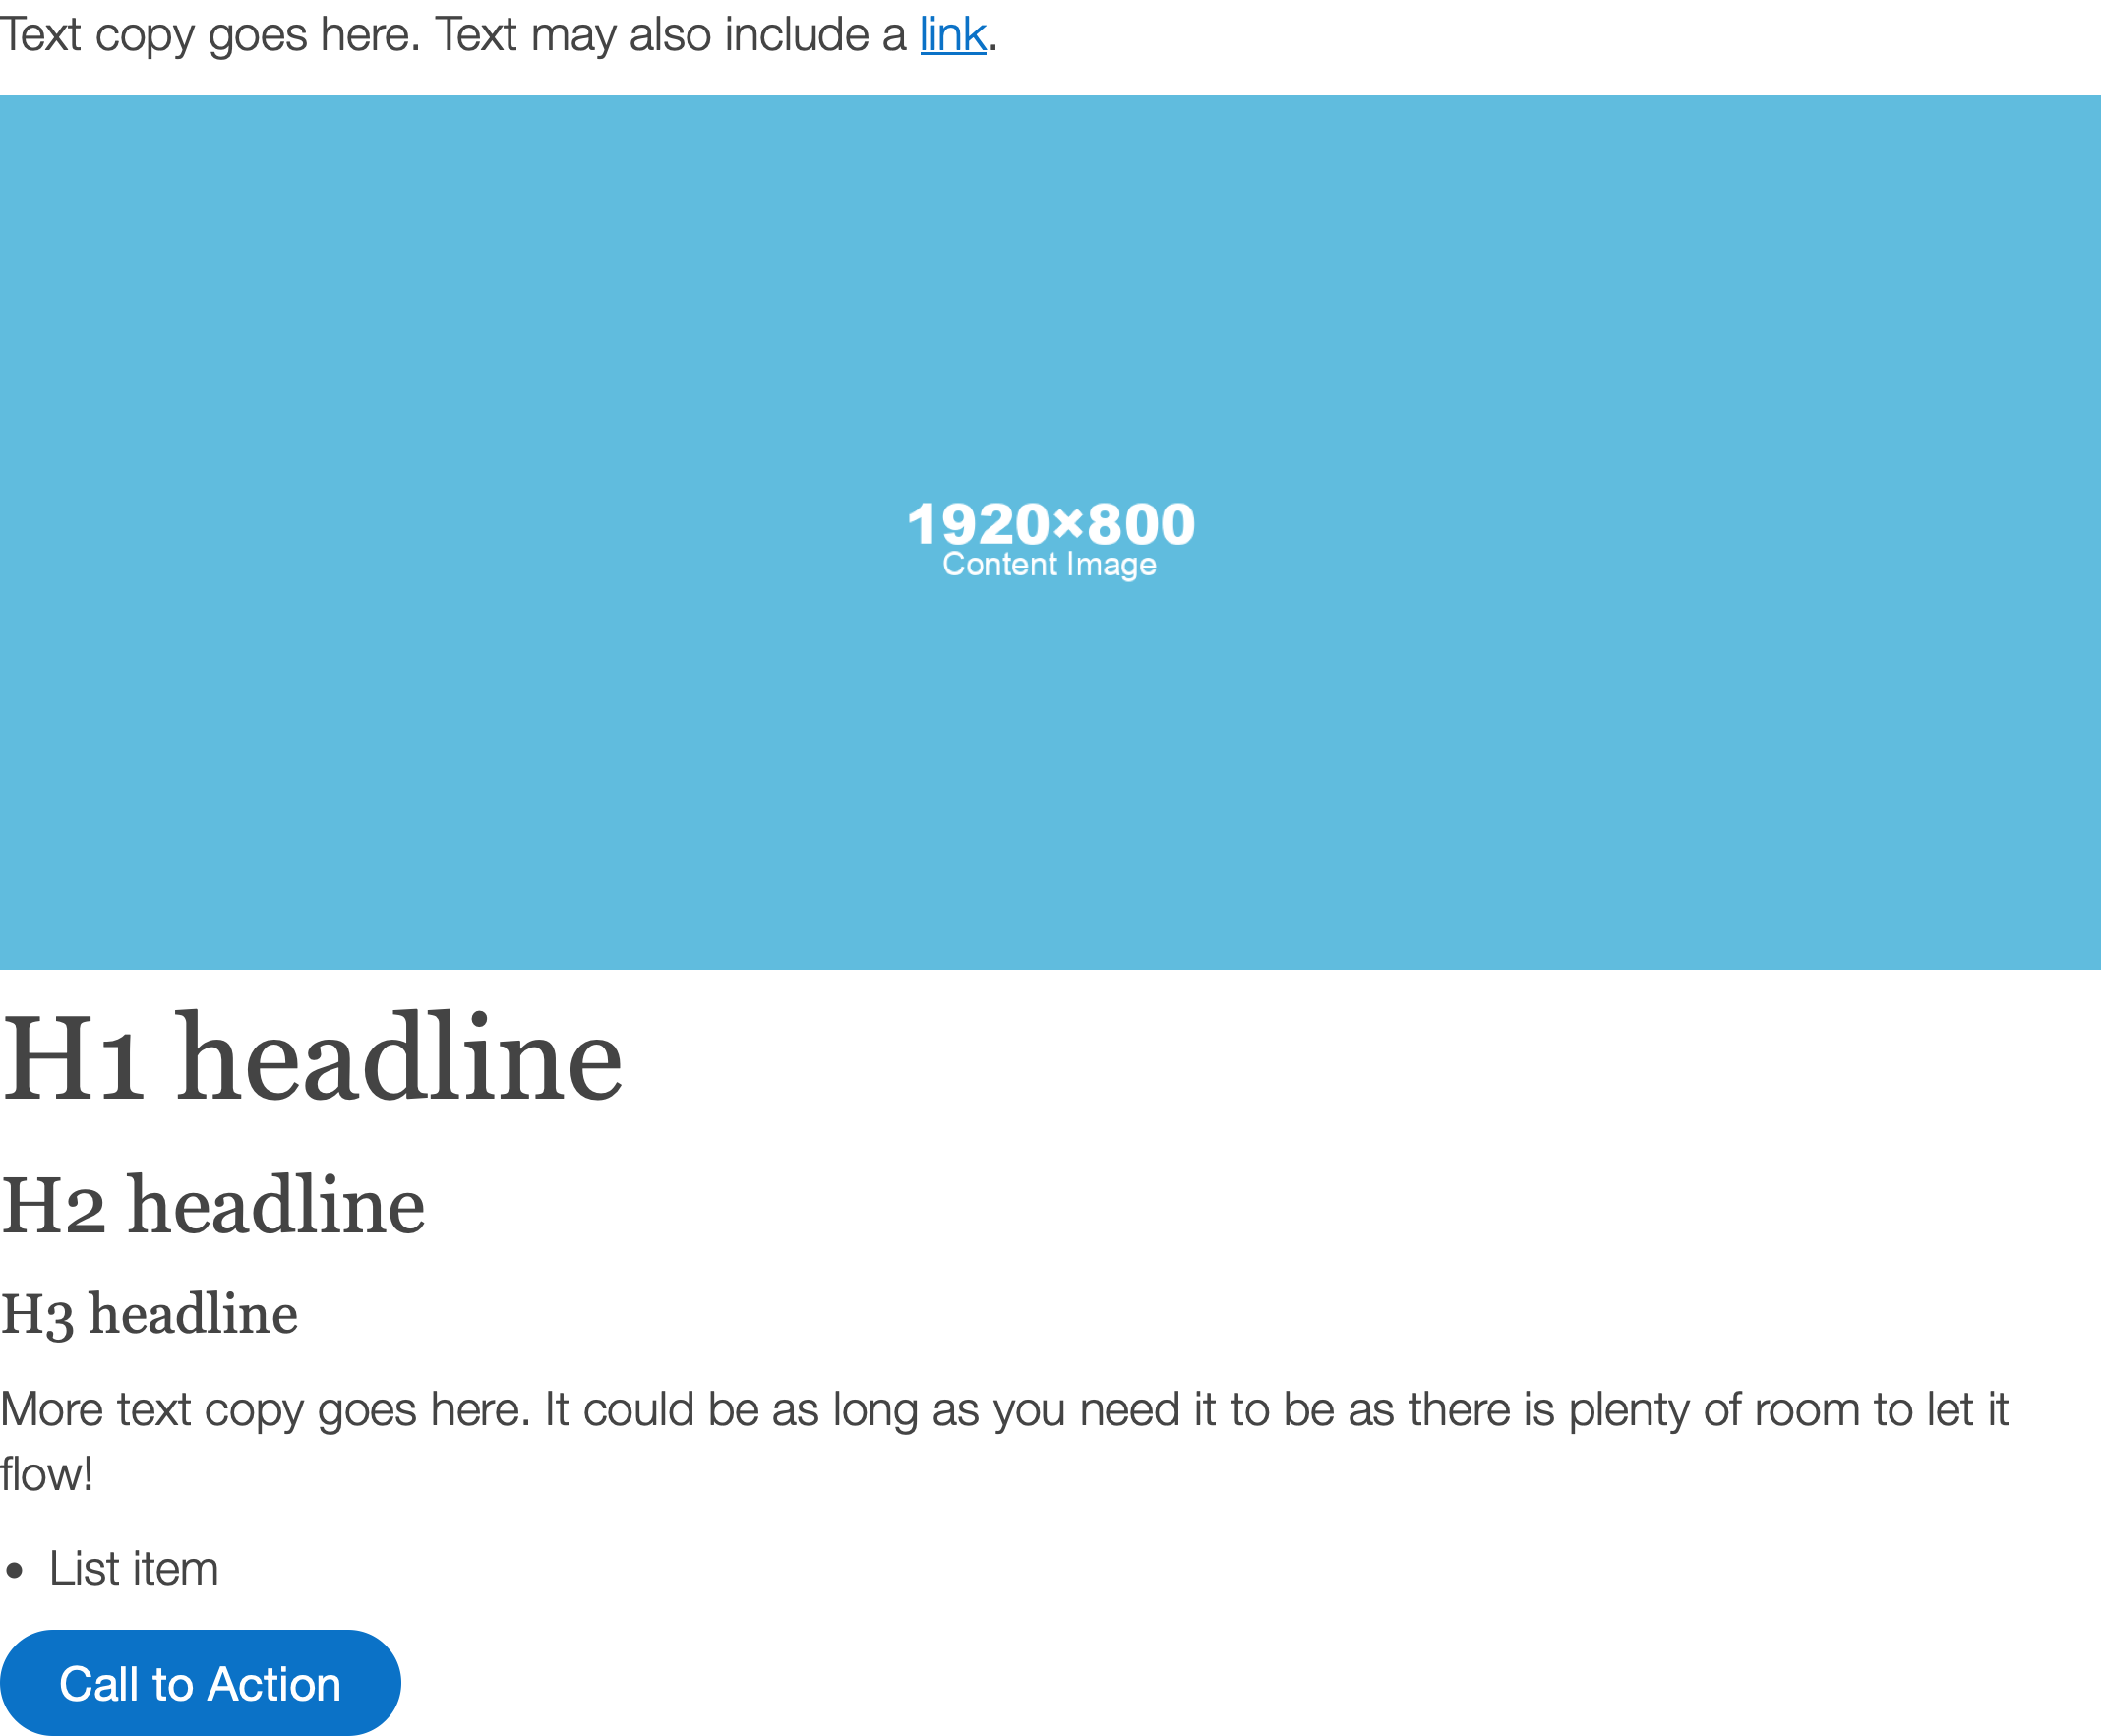 Text copy goes here. Text may also include a link.
1920×800
Content Image
H1 headline
H2 headline
H3 headline
More text copy goes here. It could be as long as you need it to be as there is plenty of room to let it
flow!
• List item
Call to Action